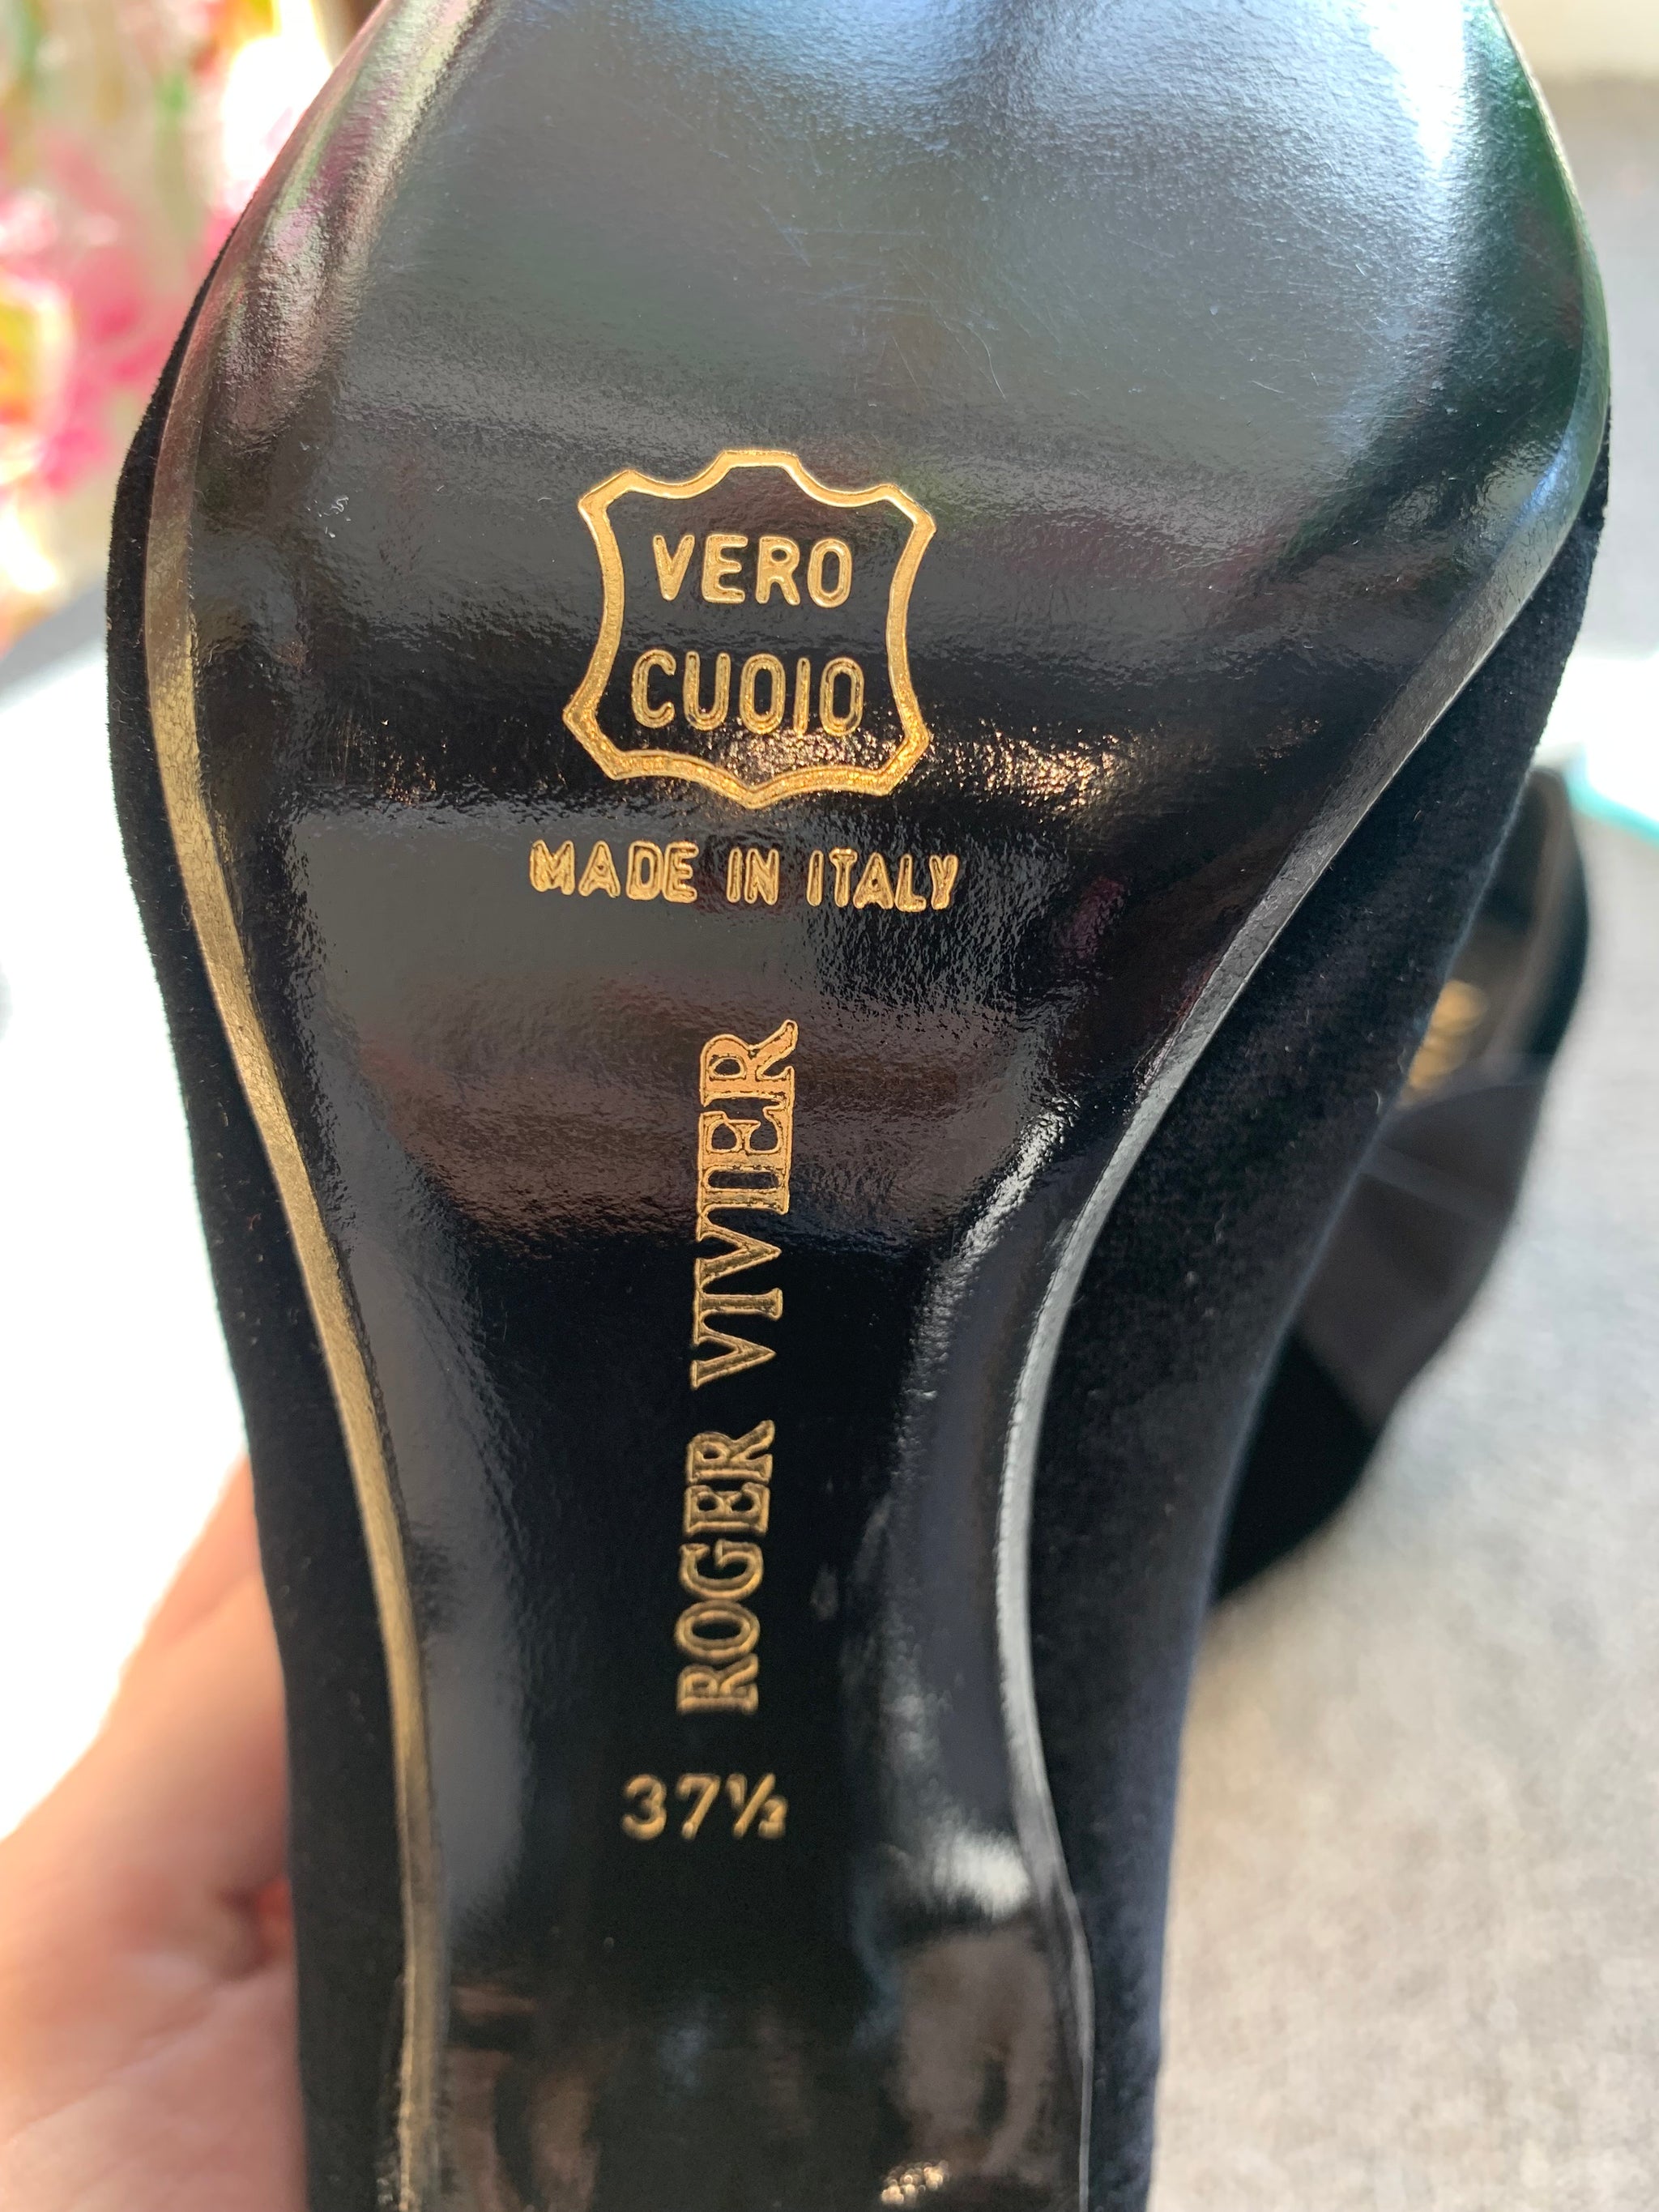 VERO
CUOIO
MADE IN ITALY
ROGER VIVIER
37½